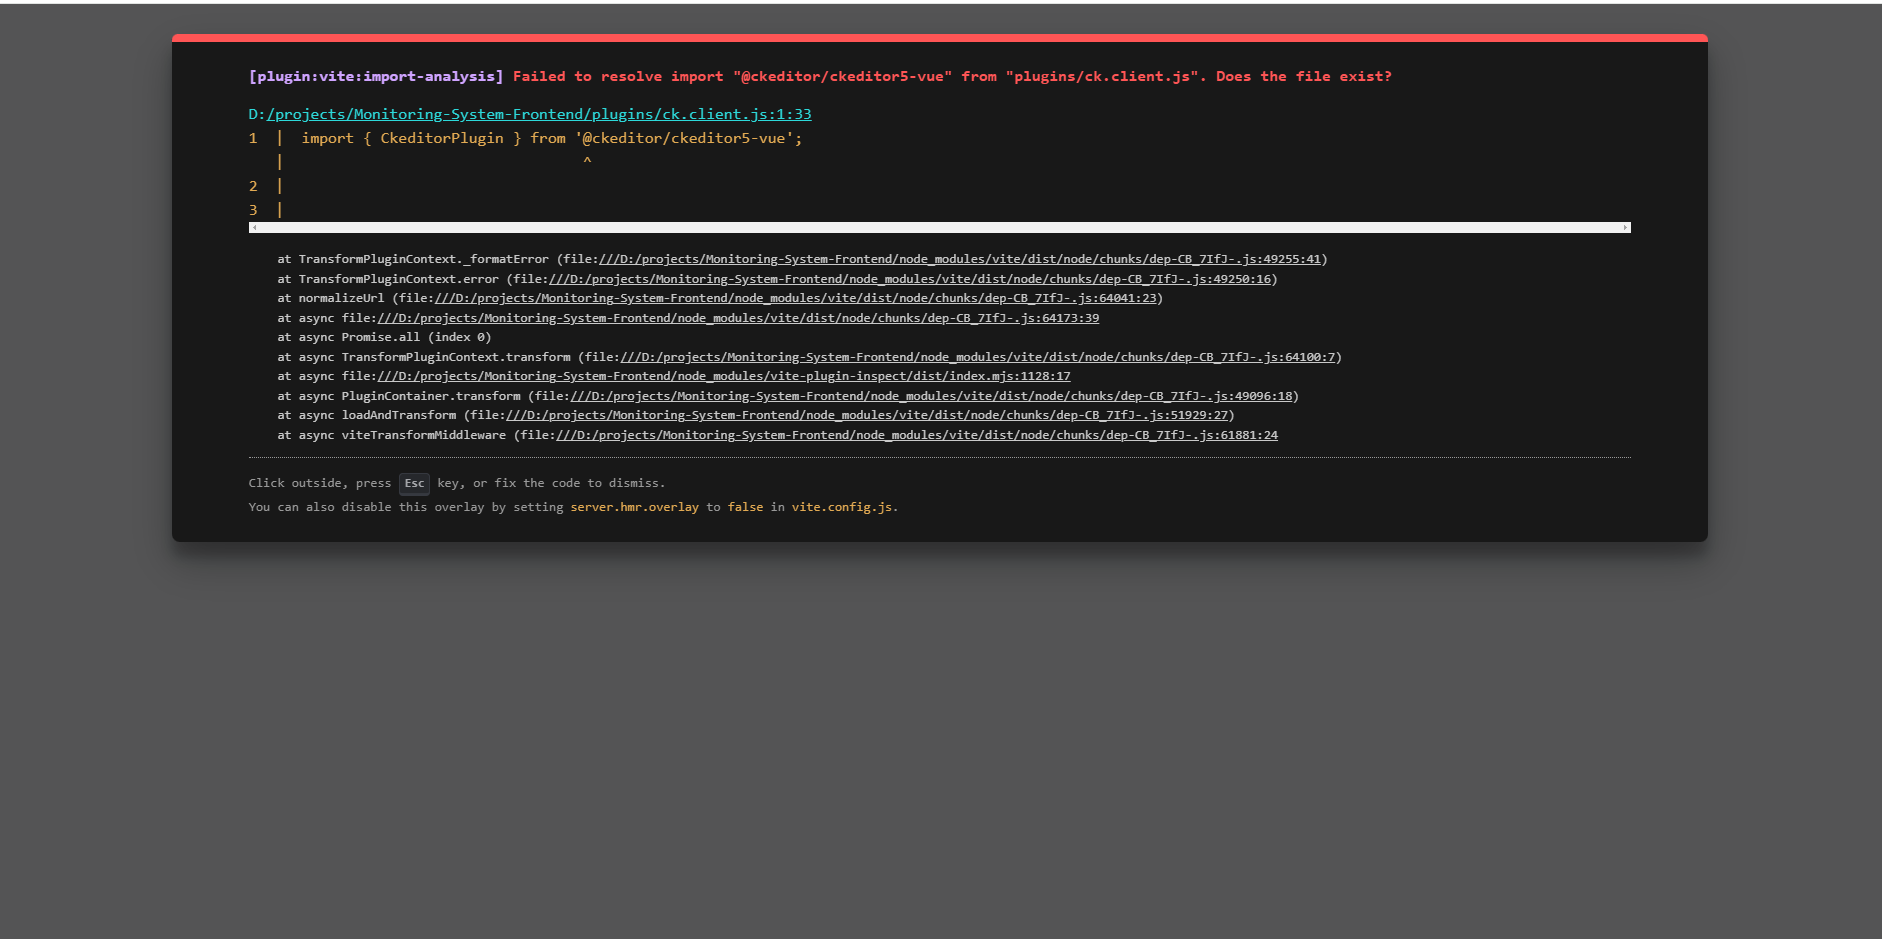 [plugin:vite:import-analysis] Failed to resolve import "@ckeditor/ckeditor5-vue" from "plugins/ck.client.js". Does the file exist?
D:/projects/Monitoring-System-Frontend/plugins/ck.client.js:1:33
1  |  import { CkeditorPlugin } from '@ckeditor/ckeditor5-vue';
   |                                  ^
2  |
3  |
at TransformPluginContext._formatError (file:///D:/projects/Monitoring-System-Frontend/node_modules/vite/dist/node/chunks/dep-CB_7IfJ-.js:49255:41)
at TransformPluginContext.error (file:///D:/projects/Monitoring-System-Frontend/node_modules/vite/dist/node/chunks/dep-CB_7IfJ-.js:49250:16)
at normalizeUrl (file:///D:/projects/Monitoring-System-Frontend/node_modules/vite/dist/node/chunks/dep-CB_7IfJ-.js:64041:23)
at async file:///D:/projects/Monitoring-System-Frontend/node_modules/vite/dist/node/chunks/dep-CB_7IfJ-.js:64173:39
at async Promise.all (index 0)
at async TransformPluginContext.transform (file:///D:/projects/Monitoring-System-Frontend/node_modules/vite/dist/node/chunks/dep-CB_7IfJ-.js:64100:7)
at async file:///D:/projects/Monitoring-System-Frontend/node_modules/vite-plugin-inspect/dist/index.mjs:1128:17
at async PluginContainer.transform (file:///D:/projects/Monitoring-System-Frontend/node_modules/vite/dist/node/chunks/dep-CB_7IfJ-.js:49096:18)
at async loadAndTransform (file:///D:/projects/Monitoring-System-Frontend/node_modules/vite/dist/node/chunks/dep-CB_7IfJ-.js:51929:27)
at async viteTransformMiddleware (file:///D:/projects/Monitoring-System-Frontend/node_modules/vite/dist/node/chunks/dep-CB_7IfJ-.js:61881:24
Click outside, press Esc key, or fix the code to dismiss.
You can also disable this overlay by setting server.hmr.overlay to false in vite.config.js.